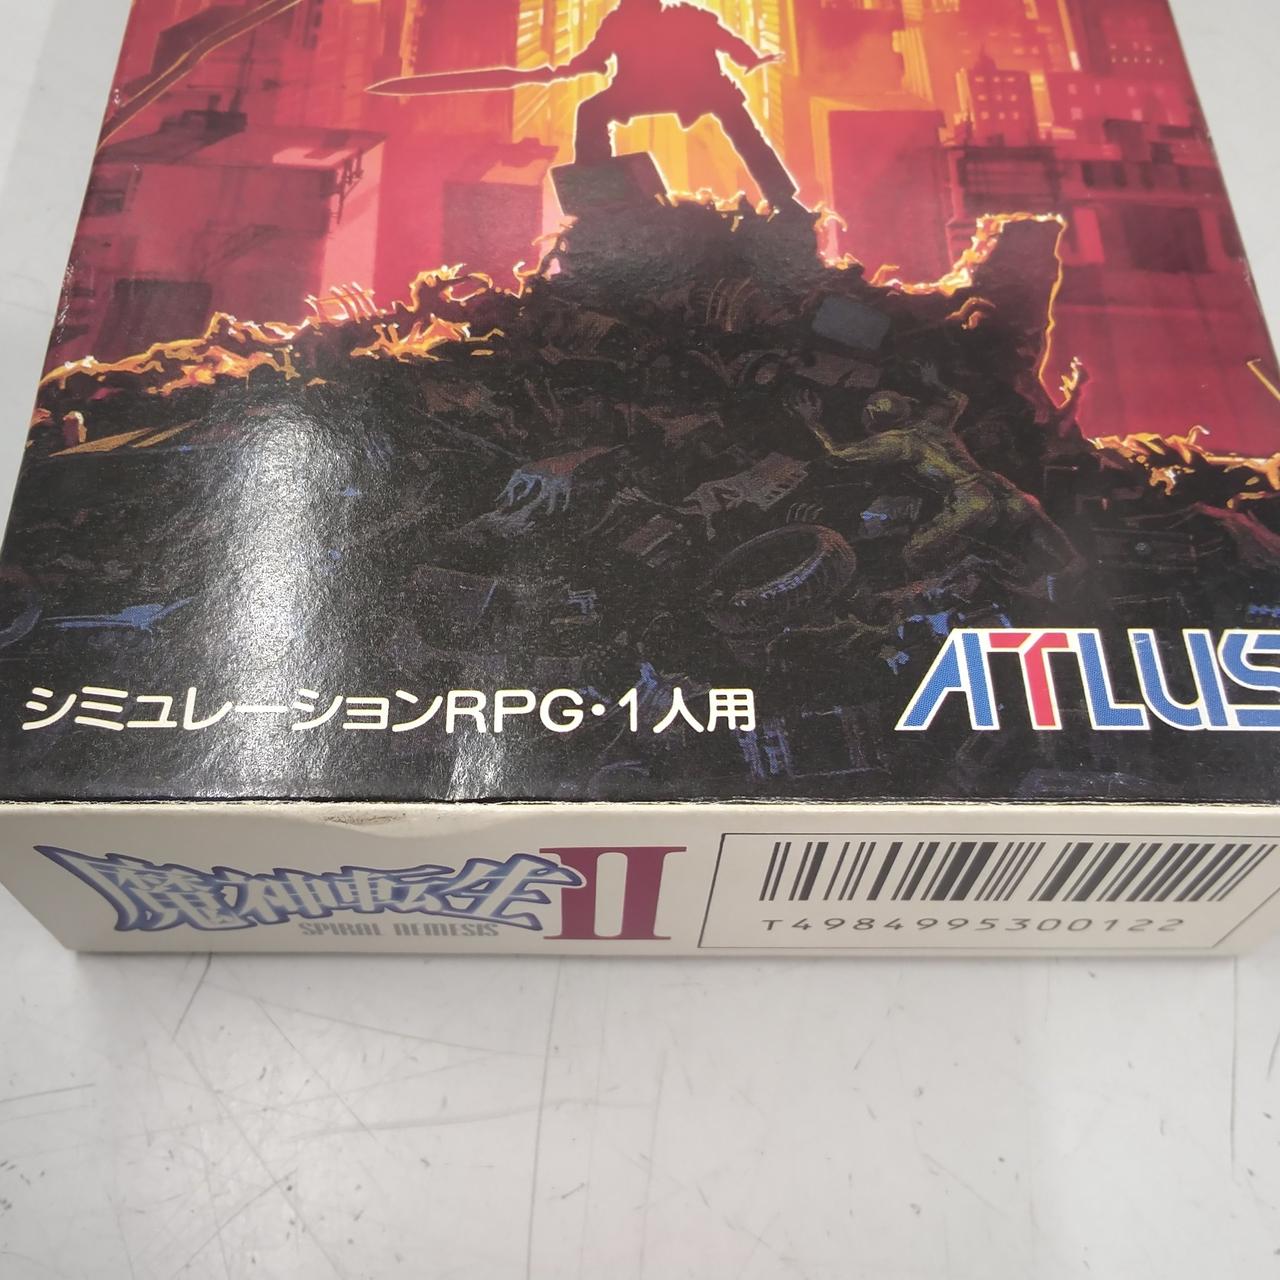 シミュレーションRPG・1人用
ATLUS
魔神転生II
SPIRAL NEMESIS
T4984995300122